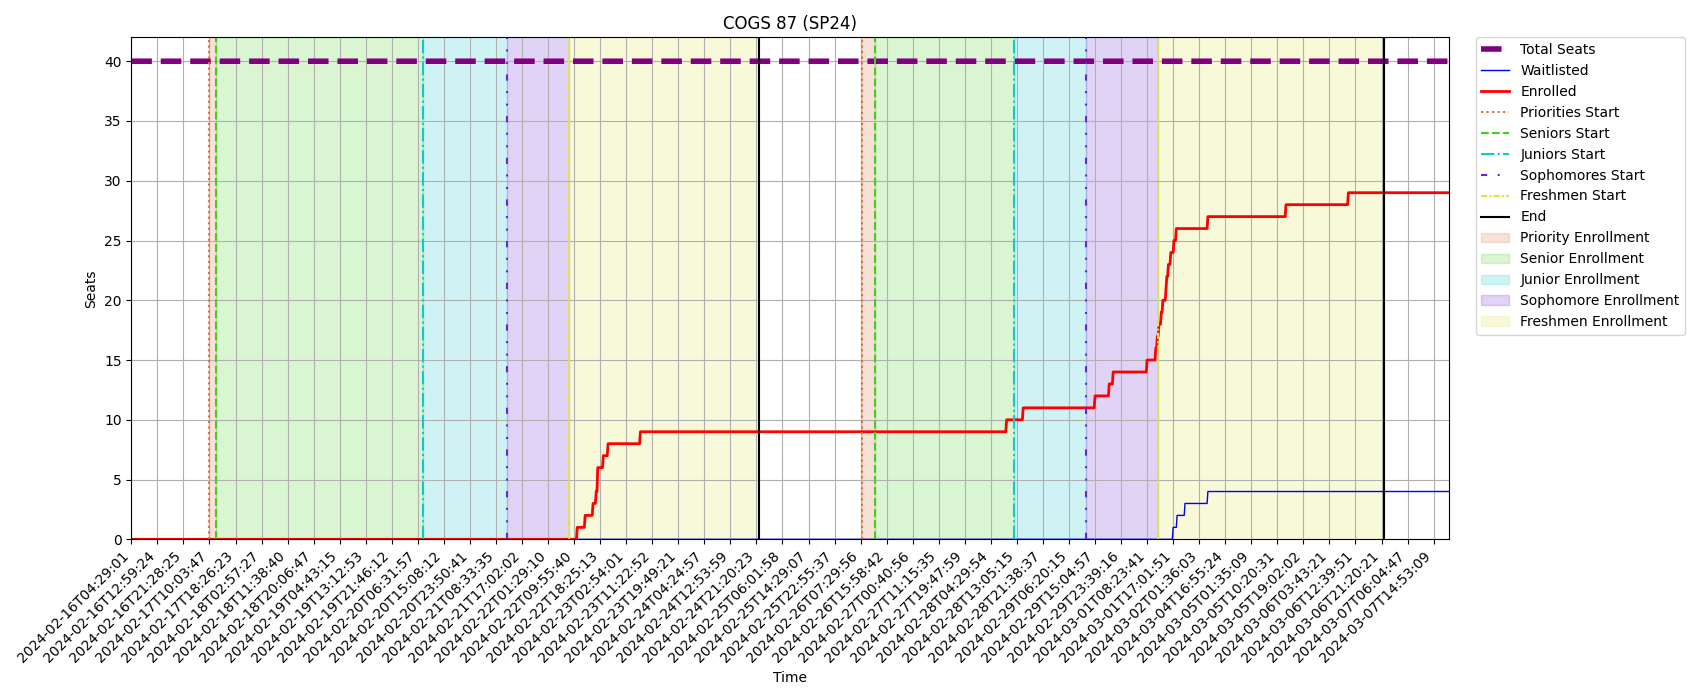 COGS 87 (SP24)
Seats
40
35
30
25
20
15
10
5
0
2024-02-16T04:29:01
2024-02-16T12:59:24
2024-02-16T21:28:25
2024-02-17T10:03:47
2024-02-17T18:26:23
2024-02-18T02:57:27
2024-02-18T11:38:40
2024-02-18T20:06:47
2024-02-19T04:43:15
2024-02-19T13:12:53
2024-02-19T21:46:12
2024-02-20T06:31:57
2024-02-20T15:08:12
2024-02-20T23:50:41
2024-02-21T08:33:35
2024-02-21T17:02:02
2024-02-22T01:29:10
2024-02-22T09:55:40
2024-02-22T18:25:13
2024-02-23T02:54:01
2024-02-23T11:22:52
2024-02-23T19:49:21
2024-02-24T04:24:57
2024-02-24T12:53:59
2024-02-24T21:20:23
2024-02-25T06:01:58
2024-02-25T14:29:07
2024-02-25T22:55:37
2024-02-26T07:29:56
2024-02-26T15:58:42
2024-02-27T00:40:56
2024-02-27T11:15:35
2024-02-27T19:47:59
2024-02-28T04:29:54
2024-02-28T13:05:15
2024-02-28T21:38:37
2024-02-29T06:20:15
2024-02-29T15:04:57
2024-02-29T23:39:16
2024-03-01T08:23:41
2024-03-01T17:01:51
2024-03-02T01:36:03
2024-03-04T16:55:24
2024-03-05T01:35:09
2024-03-05T10:20:31
2024-03-05T19:02:02
2024-03-06T03:43:21
2024-03-06T12:39:51
2024-03-06T21:20:21
2024-03-07T06:04:47
2024-03-07T14:53:09
Time
Total Seats
Waitlisted
Enrolled
Priorities Start
Seniors Start
Juniors Start
Sophomores Start
Freshmen Start
End
Priority Enrollment
Senior Enrollment
Junior Enrollment
Sophomore Enrollment
Freshmen Enrollment